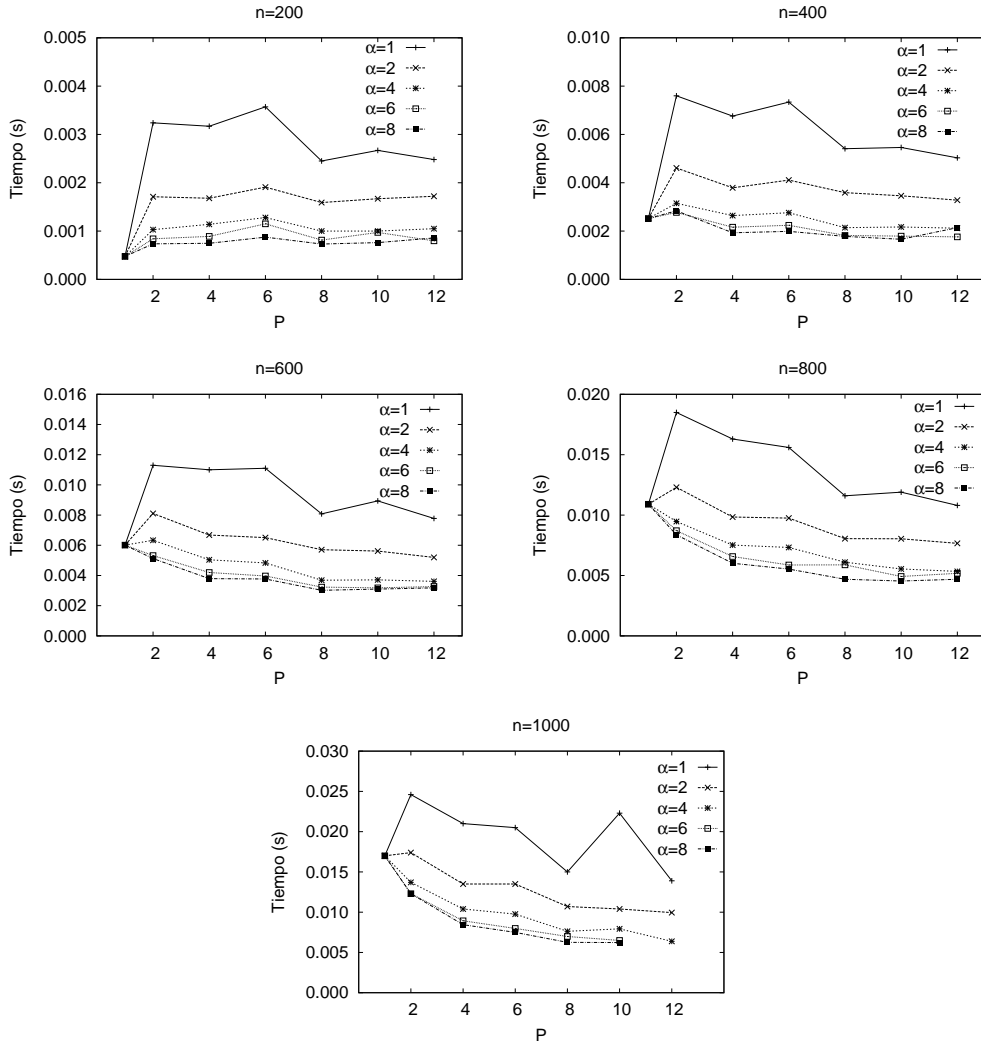 n=200
0.005
0.004
0.003
0.002
0.001
0.000
Tiempo (s)
2 4 6 8 10 12
P
α=1
α=2
α=4
α=6
α=8
n=400
0.010
0.008
0.006
0.004
0.002
0.000
Tiempo (s)
2 4 6 8 10 12
P
α=1
α=2
α=4
α=6
α=8
n=600
0.016
0.014
0.012
0.010
0.008
0.006
0.004
0.002
0.000
Tiempo (s)
2 4 6 8 10 12
P
α=1
α=2
α=4
α=6
α=8
n=800
0.020
0.015
0.010
0.005
0.000
Tiempo (s)
2 4 6 8 10 12
P
α=1
α=2
α=4
α=6
α=8
n=1000
0.030
0.025
0.020
0.015
0.010
0.005
0.000
Tiempo (s)
2 4 6 8 10 12
P
α=1
α=2
α=4
α=6
α=8